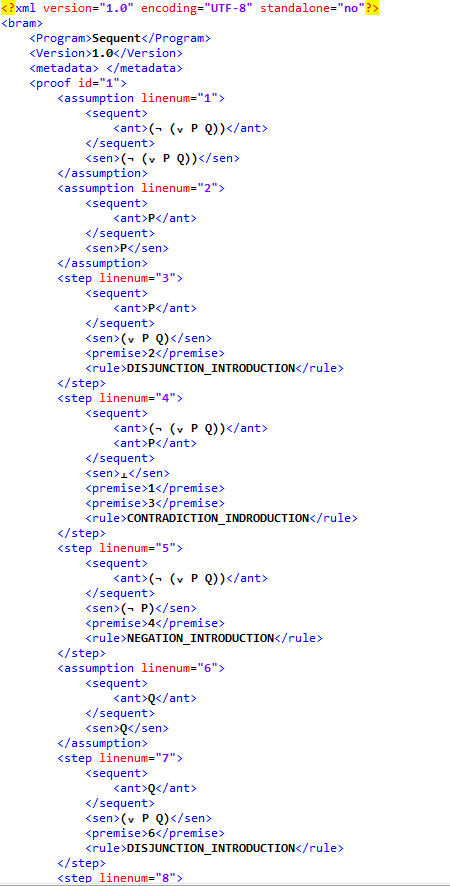 <?xml version="1.0" encoding="UTF-8" standalone="no"?>
<bram>
    <Program>Sequent</Program>
    <Version>1.0</Version>
    <metadata> </metadata>
    <proof id="1">
        <assumption linenum="1">
            <sequent>
                <ant>(¬ (∨ P Q))</ant>
            </sequent>
            <sen>(¬ (∨ P Q))</sen>
        </assumption>
        <assumption linenum="2">
            <sequent>
                <ant>P</ant>
            </sequent>
            <sen>P</sen>
        </assumption>
        <step linenum="3">
            <sequent>
                <ant>P</ant>
            </sequent>
            <sen>(∨ P Q)</sen>
            <premise>2</premise>
            <rule>DISJUNCTION_INTRODUCTION</rule>
        </step>
        <step linenum="4">
            <sequent>
                <ant>(¬ (∨ P Q))</ant>
                <ant>P</ant>
            </sequent>
            <sen>⊥</sen>
            <premise>1</premise>
            <premise>3</premise>
            <rule>CONTRADICTION_INDRODUCTION</rule>
        </step>
        <step linenum="5">
            <sequent>
                <ant>(¬ (∨ P Q))</ant>
            </sequent>
            <sen>(¬ P)</sen>
            <premise>4</premise>
            <rule>NEGATION_INTRODUCTION</rule>
        </step>
        <assumption linenum="6">
            <sequent>
                <ant>Q</ant>
            </sequent>
            <sen>Q</sen>
        </assumption>
        <step linenum="7">
            <sequent>
                <ant>Q</ant>
            </sequent>
            <sen>(∨ P Q)</sen>
            <premise>6</premise>
            <rule>DISJUNCTION_INTRODUCTION</rule>
        </step>
        <step linenum="8">